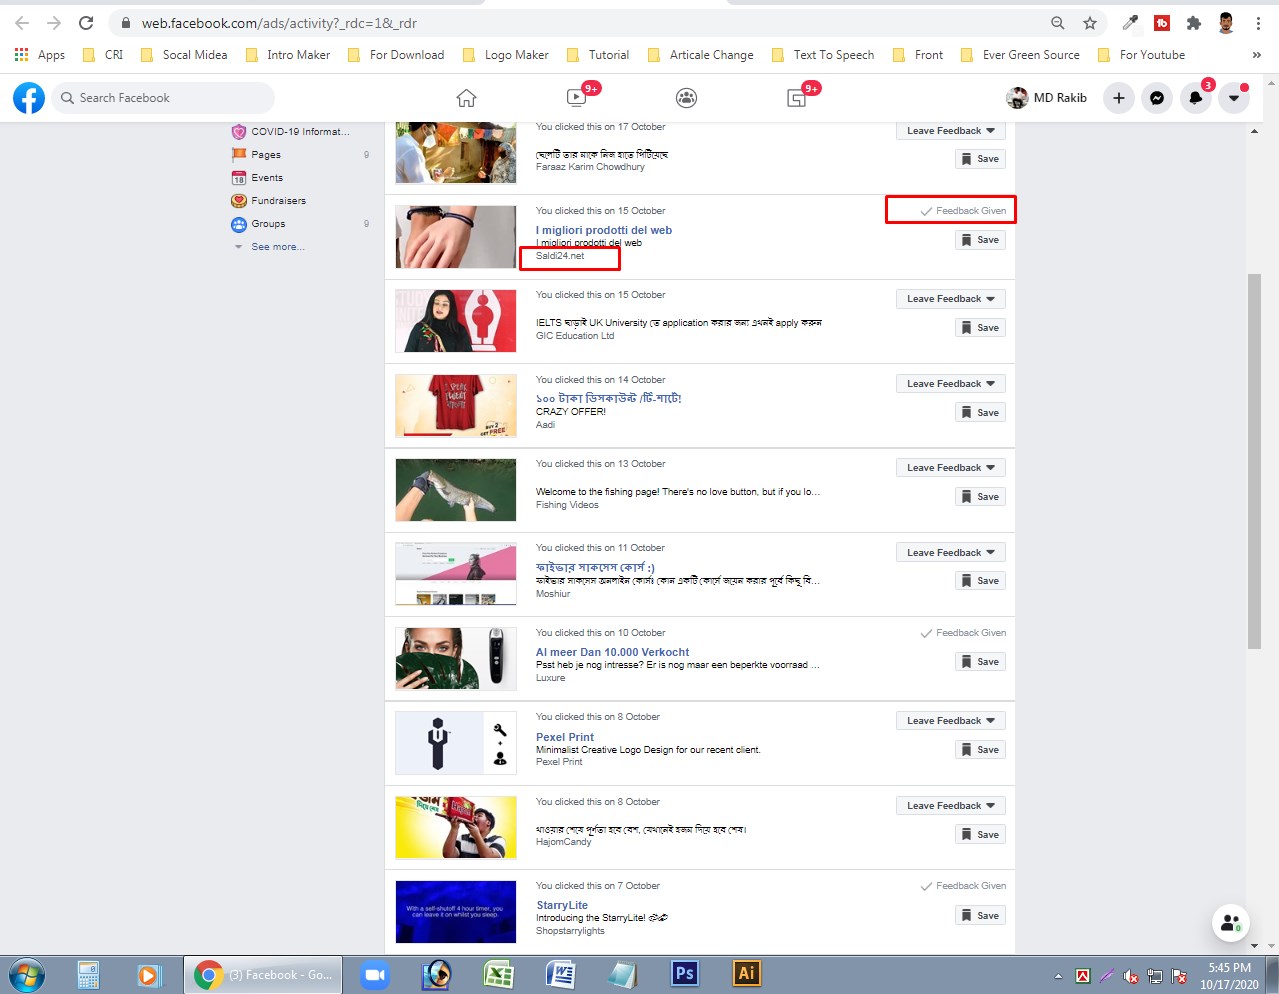 web.facebook.com/ads/activity?_rdc=1&_rdr
Apps
CRI
Socal Midea
Intro Maker
For Download
Logo Maker
Tutorial
Articale Change
Text To Speech
Front
Ever Green Source
For Youtube
»
Search Facebook
9+
9+
MD Rakib
3
COVID-19 Informat...
Pages 9
18 Events
Fundraisers
Groups 9
See more...
You clicked this on 17 October
Leave Feedback
ছেলেটি তার মাকে নিজ হাতে পিটিয়েছে
Save
Faraaz Karim Chowdhury
You clicked this on 15 October
Feedback Given
I migliori prodotti del web
I migliori prodotti del web
Save
Saldi24.net
You clicked this on 15 October
Leave Feedback
IELTS ছাড়াই UK University তে application করার জন্য এখনই apply করুন
Save
GIC Education Ltd
You clicked this on 14 October
Leave Feedback
১০০ টাকা ডিসকাউন্ট /টি-শার্টে!
CRAZY OFFER!
Save
Aadi
BUY 2
GET FREE
You clicked this on 13 October
Leave Feedback
Welcome to the fishing page! There's no love button, but if you lo...
Save
Fishing Videos
You clicked this on 11 October
Leave Feedback
ফাইভার সাকসেস কোর্স :)
ফাইভার সাকসেস অনলাইন কোর্সঃ কোন একটি কোর্সে জয়েন করার পূর্বে কিছু বি...
Save
Moshiur
You clicked this on 10 October
Feedback Given
Al meer Dan 10.000 Verkocht
Psst heb je nog intresse? Er is nog maar een beperkte voorraad ...
Save
Luxure
You clicked this on 8 October
Leave Feedback
Pexel Print
Minimalist Creative Logo Design for our recent client.
Save
Pexel Print
You clicked this on 8 October
Leave Feedback
খাওয়ার শেষে পূর্ণতা হবে বেশ, যেখানেই হজম দিয়ে হবে শেষ।
Save
HajomCandy
You clicked this on 7 October
Feedback Given
StarryLite
Introducing the StarryLite!
Save
Shopstarrylights
With a self-shutoff 4 hour timer, you
can leave it on whilst you sleep.
0
(3) Facebook - Go...
Ps
Ai
5:45 PM
10/17/2020